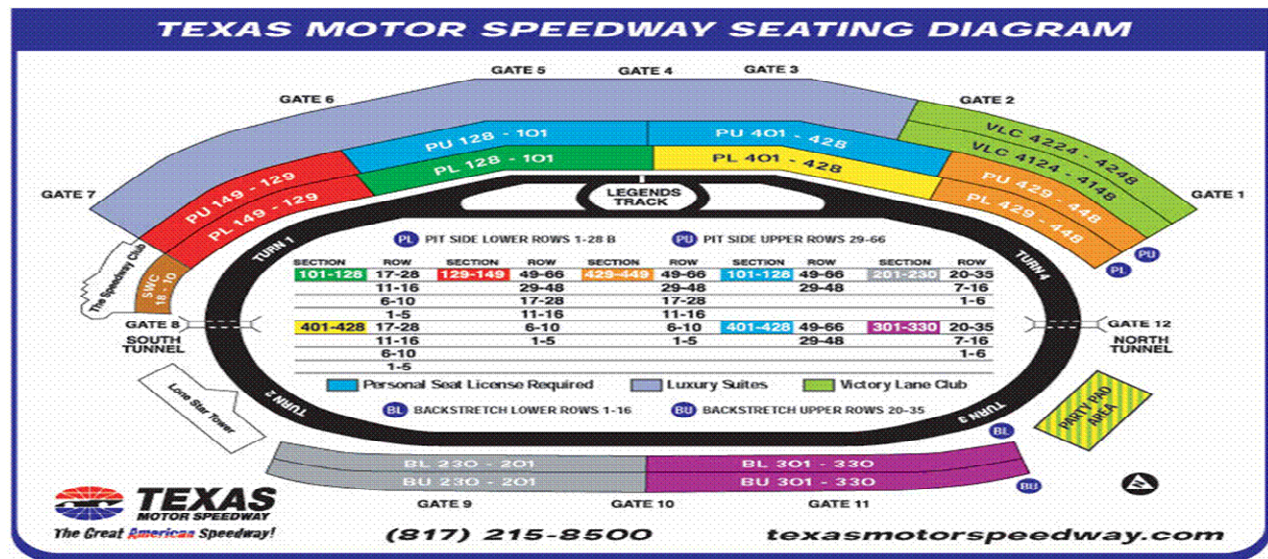 TEXAS MOTOR SPEEDWAY SEATING DIAGRAM
GATE 5
GATE 4
GATE 3
GATE 6
GATE 2
GATE 7
GATE 1
VLC 4224 - 4248
VLC 4124 - 4148
PU 149 - 129
PU 128 - 101
PU 401 - 428
PU 429 - 448
PL 149 - 129
PL 128 - 101
PL 401 - 428
PL 429 - 448
LEGENDS
TRACK
TURN 1
TURN 4
PU
PL
The Speedway Club
SWC
18 - 10
PL PIT SIDE LOWER ROWS 1-28 B
PU PIT SIDE UPPER ROWS 29-66
SECTION ROW SECTION ROW SECTION ROW SECTION ROW SECTION ROW
101-128 17-28 129-149 49-66 429-449 49-66 101-128 49-66 201-230 20-35
11-16 29-48 29-48 29-48 7-16
6-10 17-28 17-28 1-6
1-5 11-16 11-16
401-428 17-28 6-10 6-10 401-428 49-66 301-330 20-35
11-16 1-5 1-5 29-48 7-16
6-10 1-6
1-5
GATE 8
SOUTH
TUNNEL
GATE 12
NORTH
TUNNEL
Personal Seat License Required
Luxury Suites
Victory Lane Club
BL BACKSTRETCH LOWER ROWS 1-16
BU BACKSTRETCH UPPER ROWS 20-35
Lone Star Tower
TURN 2
TURN 3
PARTY PAD
AREA
BL
BL 230 - 201
BL 301 - 330
BU 230 - 201
BU 301 - 330
BU
N
GATE 9
GATE 10
GATE 11
TEXAS
MOTOR SPEEDWAY
The Great American Speedway!
(817) 215-8500
texasmotorspeedway.com